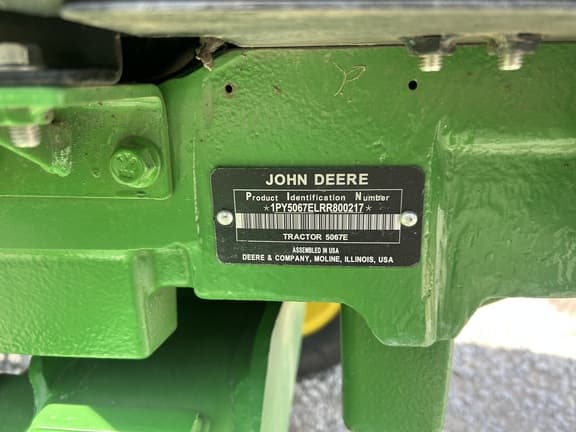 JOHN DEERE
Product Identification Number
*1PY5067ELRR800217*
TRACTOR 5067E
ASSEMBLED IN USA
DEERE & COMPANY, MOLINE, ILLINOIS, USA